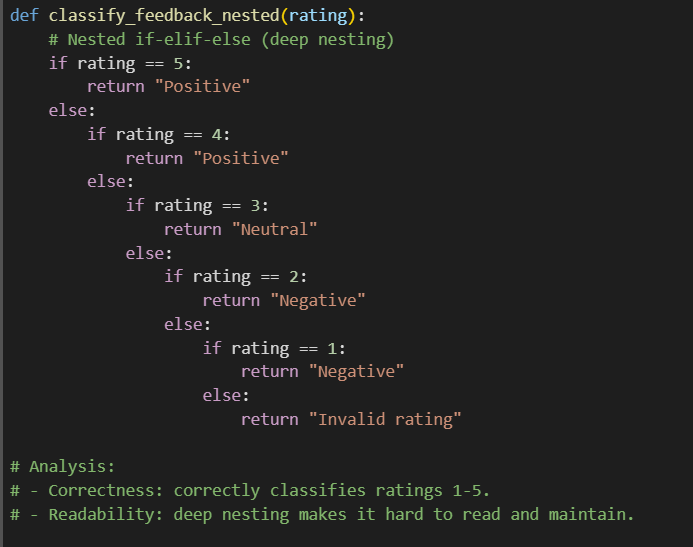 def classify_feedback_nested(rating):
    # Nested if-elif-else (deep nesting)
    if rating == 5:
        return "Positive"
    else:
        if rating == 4:
            return "Positive"
        else:
            if rating == 3:
                return "Neutral"
            else:
                if rating == 2:
                    return "Negative"
                else:
                    if rating == 1:
                        return "Negative"
                    else:
                        return "Invalid rating"

# Analysis:
# - Correctness: correctly classifies ratings 1-5.
# - Readability: deep nesting makes it hard to read and maintain.